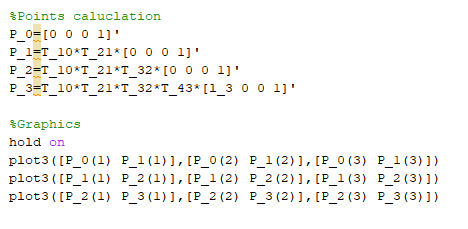 %Points caluclation
P_0=[0 0 0 1]'
P_1=T_10*T_21*[0 0 0 1]'
P_2=T_10*T_21*T_32*[0 0 0 1]'
P_3=T_10*T_21*T_32*T_43*[l_3 0 0 1]'
%Graphics
hold on
plot3([P_0(1) P_1(1)],[P_0(2) P_1(2)],[P_0(3) P_1(3)])
plot3([P_1(1) P_2(1)],[P_1(2) P_2(2)],[P_1(3) P_2(3)])
plot3([P_2(1) P_3(1)],[P_2(2) P_3(2)],[P_2(3) P_3(3)])